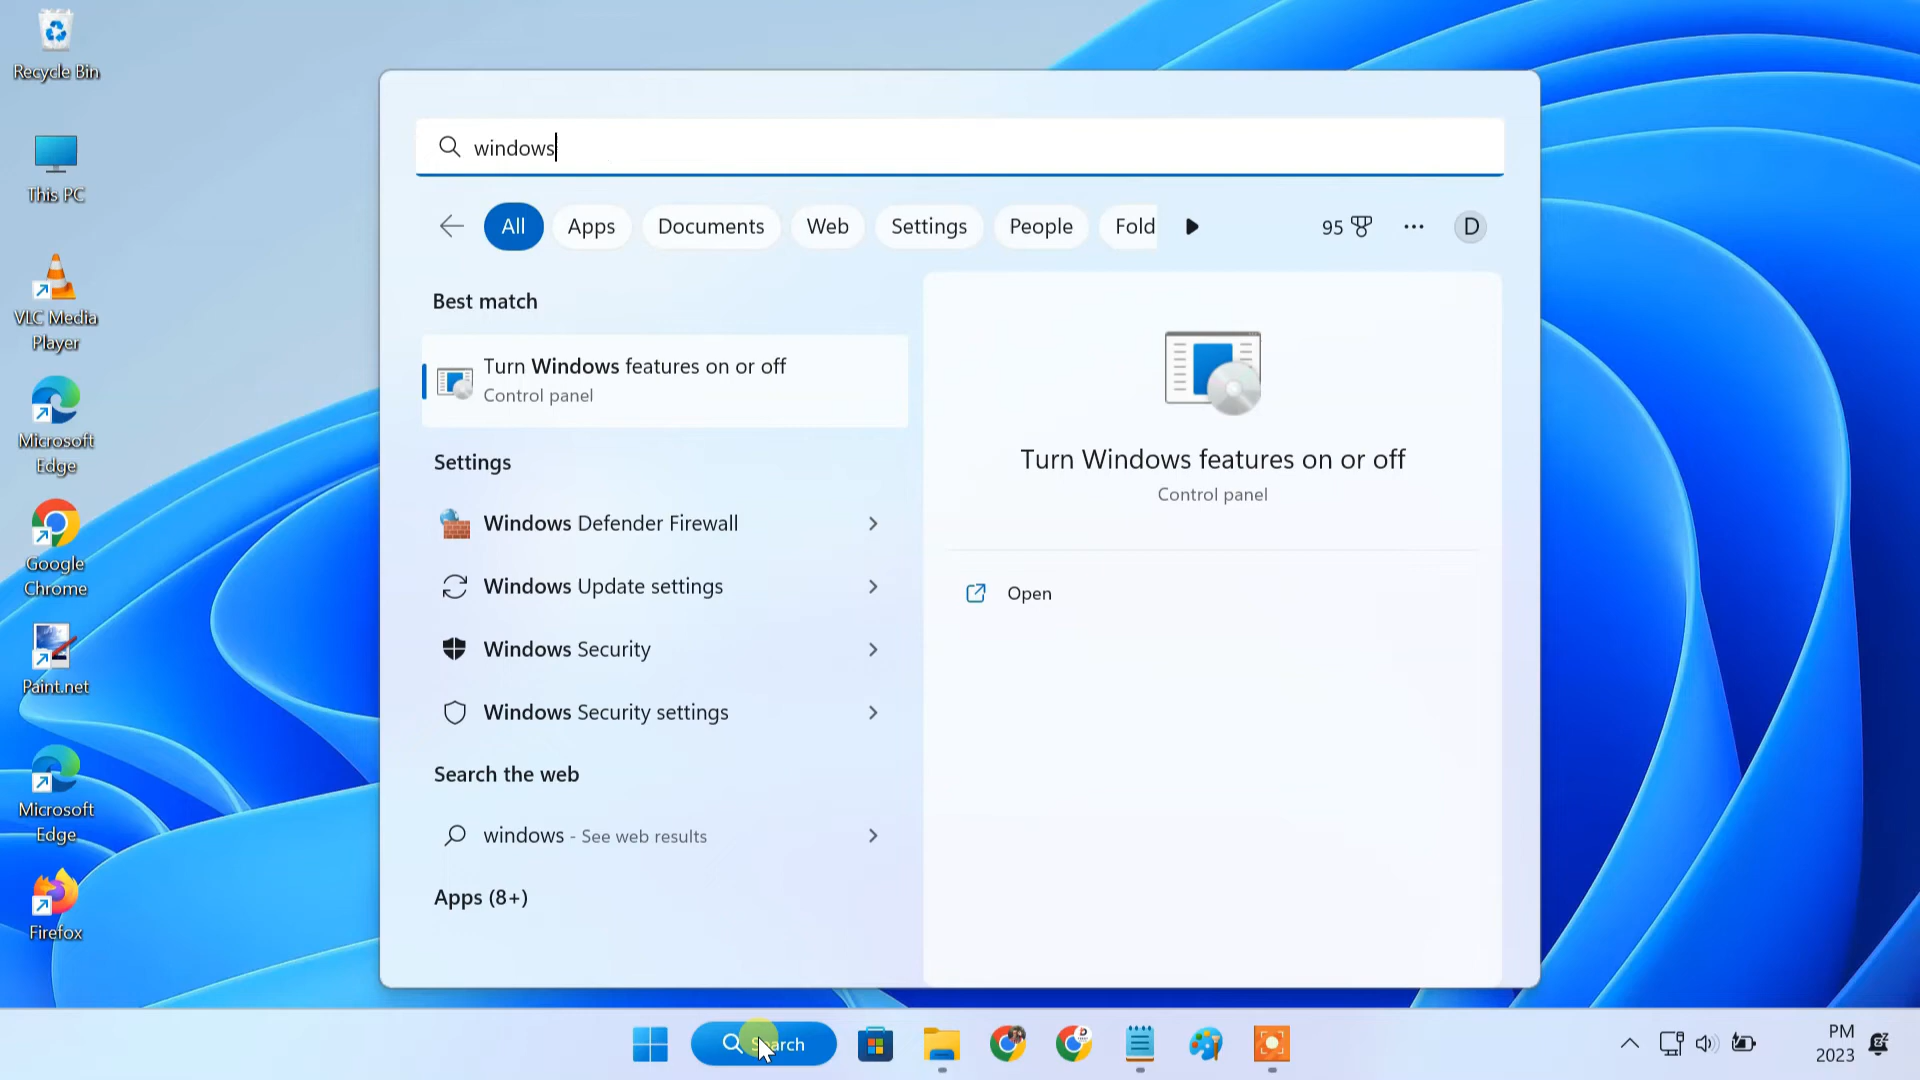 Recycle Bin
This PC
VLC Media
Player
Microsoft
Edge
Google
Chrome
Paint.net
Microsoft
Edge
Firefox
windows
All
Apps
Documents
Web
Settings
People
Fold
95
...
D
Best match
Turn Windows features on or off
Control panel
Settings
Windows Defender Firewall
Windows Update settings
Windows Security
Windows Security settings
Search the web
windows - See web results
Apps (8+)
Turn Windows features on or off
Control panel
Open
Search
PM
2023